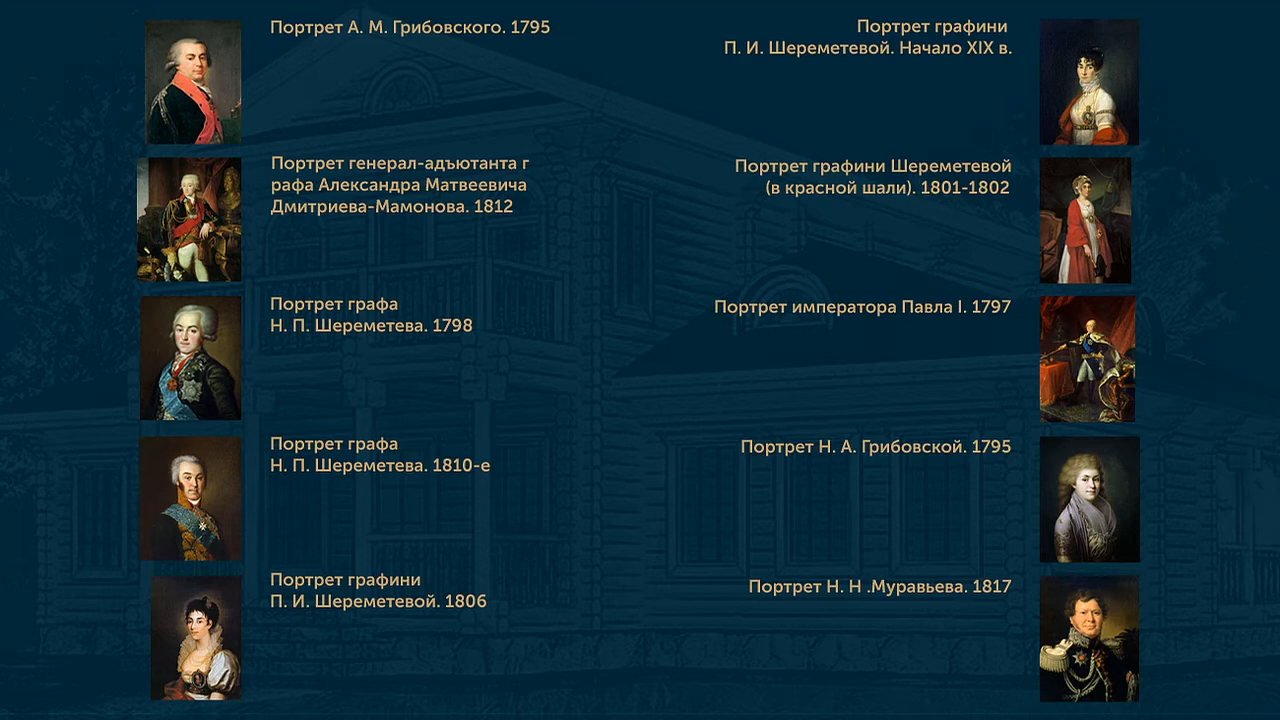 Портрет А. М. Грибовского. 1795
Портрет генерал-адъютанта г
рафа Александра Матвеевича
Дмитриева-Мамонова. 1812
Портрет графа
Н. П. Шереметева. 1798
Портрет графа
Н. П. Шереметева. 1810-е
Портрет графини
П. И. Шереметевой. 1806
Портрет графини
П. И. Шереметевой. Начало XIX в.
Портрет графини Шереметевой
(в красной шали). 1801-1802
Портрет императора Павла I. 1797
Портрет Н. А. Грибовской. 1795
Портрет Н. Н .Муравьева. 1817